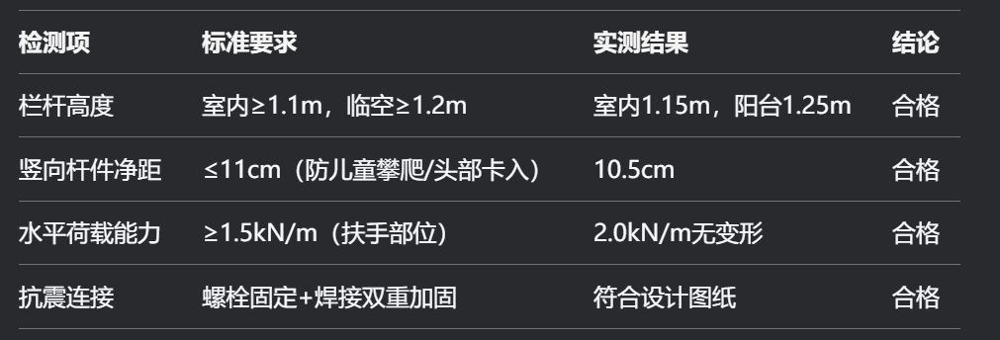 检测项 标准要求 实测结果 结论
栏杆高度 室内≥1.1m，临空≥1.2m 室内1.15m，阳台1.25m 合格
竖向杆件净距 ≤11cm（防儿童攀爬/头部卡入） 10.5cm 合格
水平荷载能力 ≥1.5kN/m（扶手部位） 2.0kN/m无变形 合格
抗震连接 螺栓固定+焊接双重加固 符合设计图纸 合格